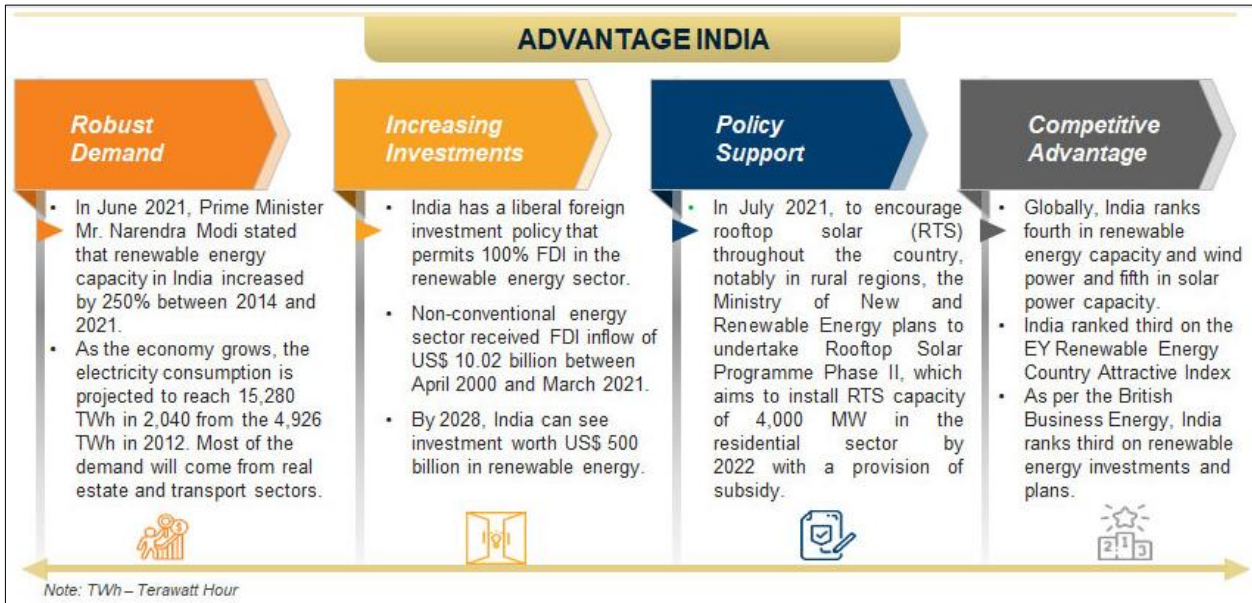 ADVANTAGE INDIA
Robust
Demand
• In June 2021, Prime Minister
Mr. Narendra Modi stated
that renewable energy
capacity in India increased
by 250% between 2014 and
2021.
• As the economy grows, the
electricity consumption is
projected to reach 15,280
TWh in 2,040 from the 4,926
TWh in 2012. Most of the
demand will come from real
estate and transport sectors.
Increasing
Investments
• India has a liberal foreign
investment policy that
permits 100% FDI in the
renewable energy sector.
• Non-conventional energy
sector received FDI inflow of
US$ 10.02 billion between
April 2000 and March 2021.
• By 2028, India can see
investment worth US$ 500
billion in renewable energy.
Policy
Support
• In July 2021, to encourage
rooftop solar (RTS)
throughout the country,
notably in rural regions, the
Ministry of New and
Renewable Energy plans to
undertake Rooftop Solar
Programme Phase II, which
aims to install RTS capacity
of 4,000 MW in the
residential sector by
2022 with a provision of
subsidy.
Competitive
Advantage
• Globally, India ranks
fourth in renewable
energy capacity and wind
power and fifth in solar
power capacity.
• India ranked third on the
EY Renewable Energy
Country Attractive Index
• As per the British
Business Energy, India
ranks third on renewable
energy investments and
plans.
$
2 1 3
Note: TWh – Terawatt Hour